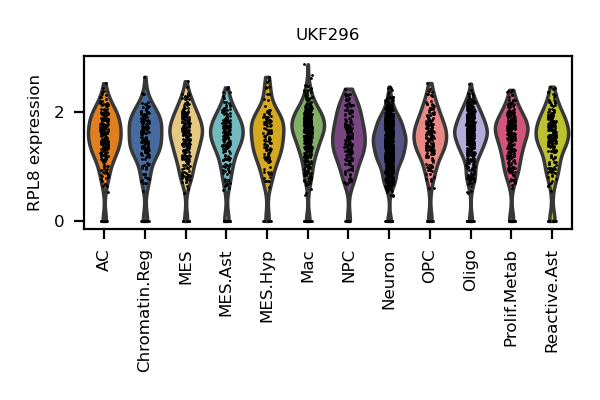 UKF296
RPL8 expression
2
0
AC
Chromatin.Reg
MES
MES.Ast
MES.Hyp
Mac
NPC
Neuron
OPC
Oligo
Prolif.Metab
Reactive.Ast